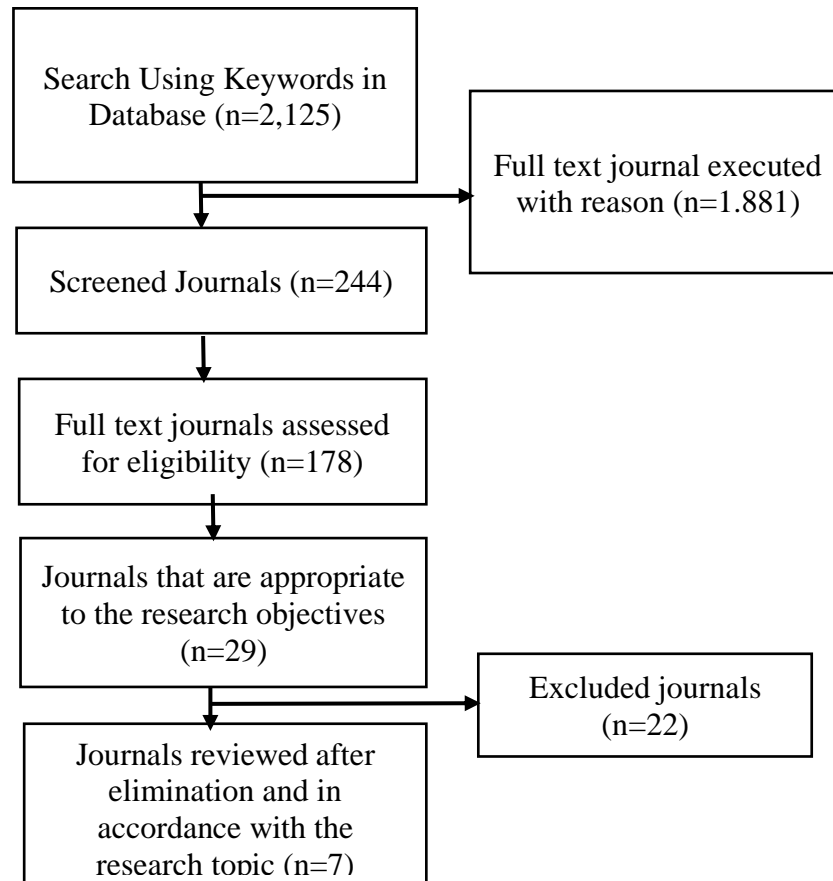 Search Using Keywords in
Database (n=2,125)
Full text journal executed
with reason (n=1.881)
Screened Journals (n=244)
Full text journals assessed
for eligibility (n=178)
Journals that are appropriate
to the research objectives
(n=29)
Excluded journals
(n=22)
Journals reviewed after
elimination and in
accordance with the
research topic (n=7)